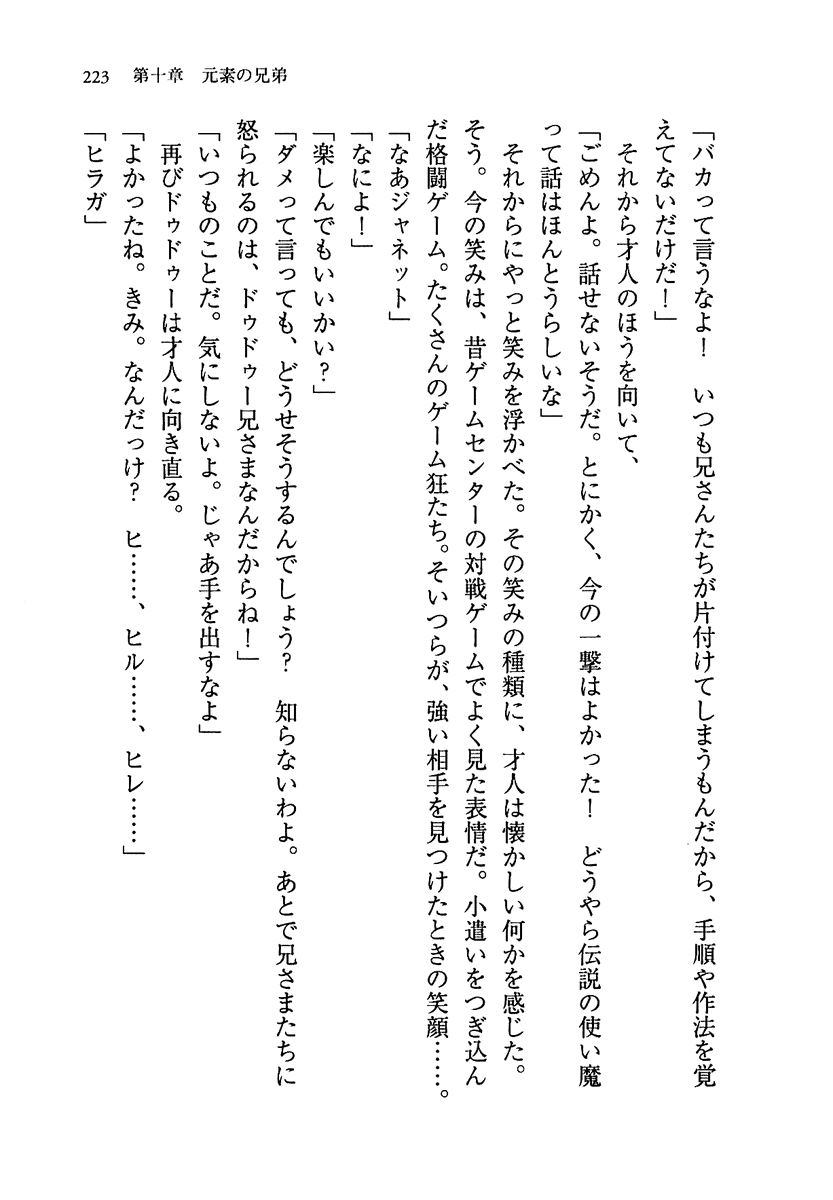 223　第十章　元素の兄弟
「バカって言うなよ！　いつも兄さんたちが片付けてしまうもんだから、手順や作法を覚
えてないだけだ！」
　それから才人のほうを向いて、
「ごめんよ。話せないそうだ。とにかく、今の一撃はよかった！　どうやら伝説の使い魔
って話はほんとうらしいな」
　それからにやっと笑みを浮かべた。その笑みの種類に、才人は懐かしい何かを感じた。
そう。今の笑みは、昔ゲームセンターの対戦ゲームでよく見た表情だ。小遣いをつぎ込ん
だ格闘ゲーム。たくさんのゲーム狂たち。そいつらが、強い相手を見つけたときの笑顔……。
「なあジャネット」
「なによ！」
「楽しんでもいいかい？」
「ダメって言っても、どうせそうするんでしょう？　知らないわよ。あとで兄さまたちに
怒られるのは、ドゥドゥー兄さまなんだからね！」
「いつものことだ。気にしないよ。じゃあ手を出すなよ」
　再びドゥドゥーは才人に向き直る。
「よかったね。きみ。なんだっけ？　ヒ……、ヒル……、ヒレ……」
「ヒラガ」